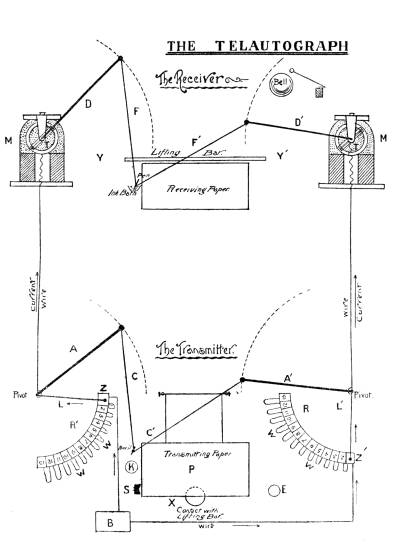 THE TELAUTOGRAPH
The Receiver
Bell
D
F
D'
M
T
T
M
Y
F'
Lifting Bar.
Y'
Pen
Ink Bath
Receiving Paper
Current
wire
Current
wire
A
The Transmitter.
C
A'
Pivot
Z
L
C'
Pivot
L'
R'
R
Pencil
K
Transmitting Paper
P
Z'
W
W
W
W
W
W
S
X
E
Contact with
Lifting Bar.
B
wire